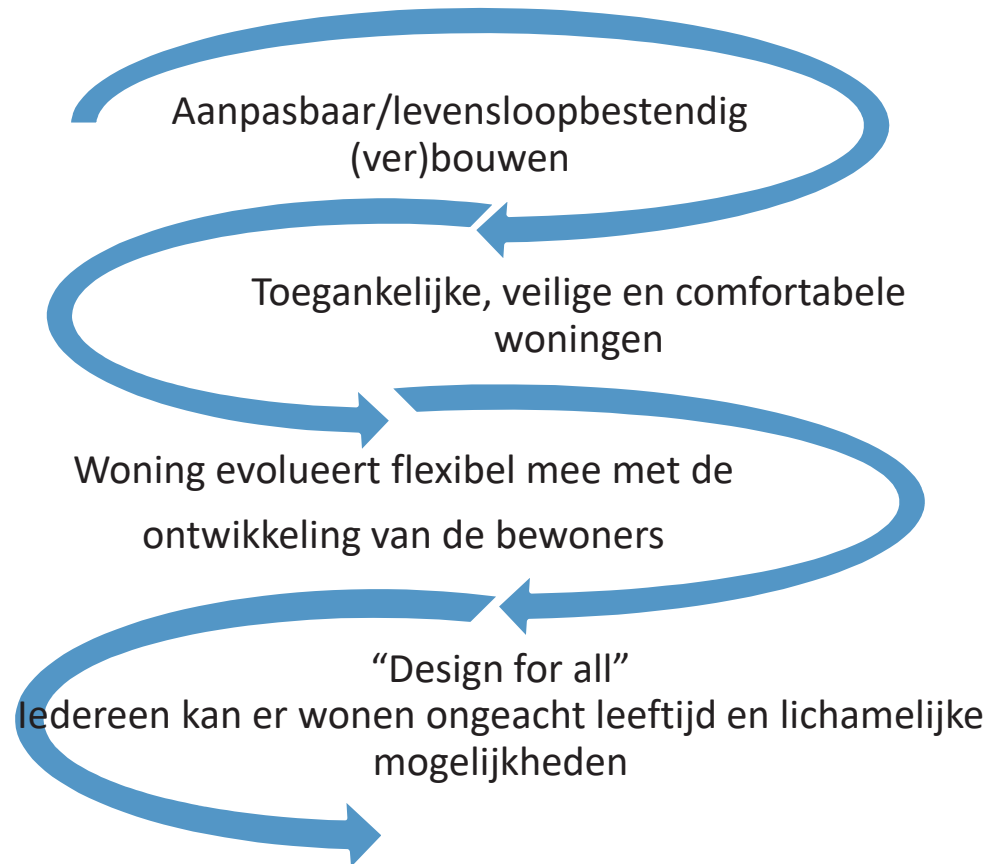 Aanpasbaar/levensloopbestendig
(ver)bouwen
Toegankelijke, veilige en comfortabele
woningen
Woning evolueert flexibel mee met de
ontwikkeling van de bewoners
“Design for all”
Iedereen kan er wonen ongeacht leeftijd en lichamelijke
mogelijkheden